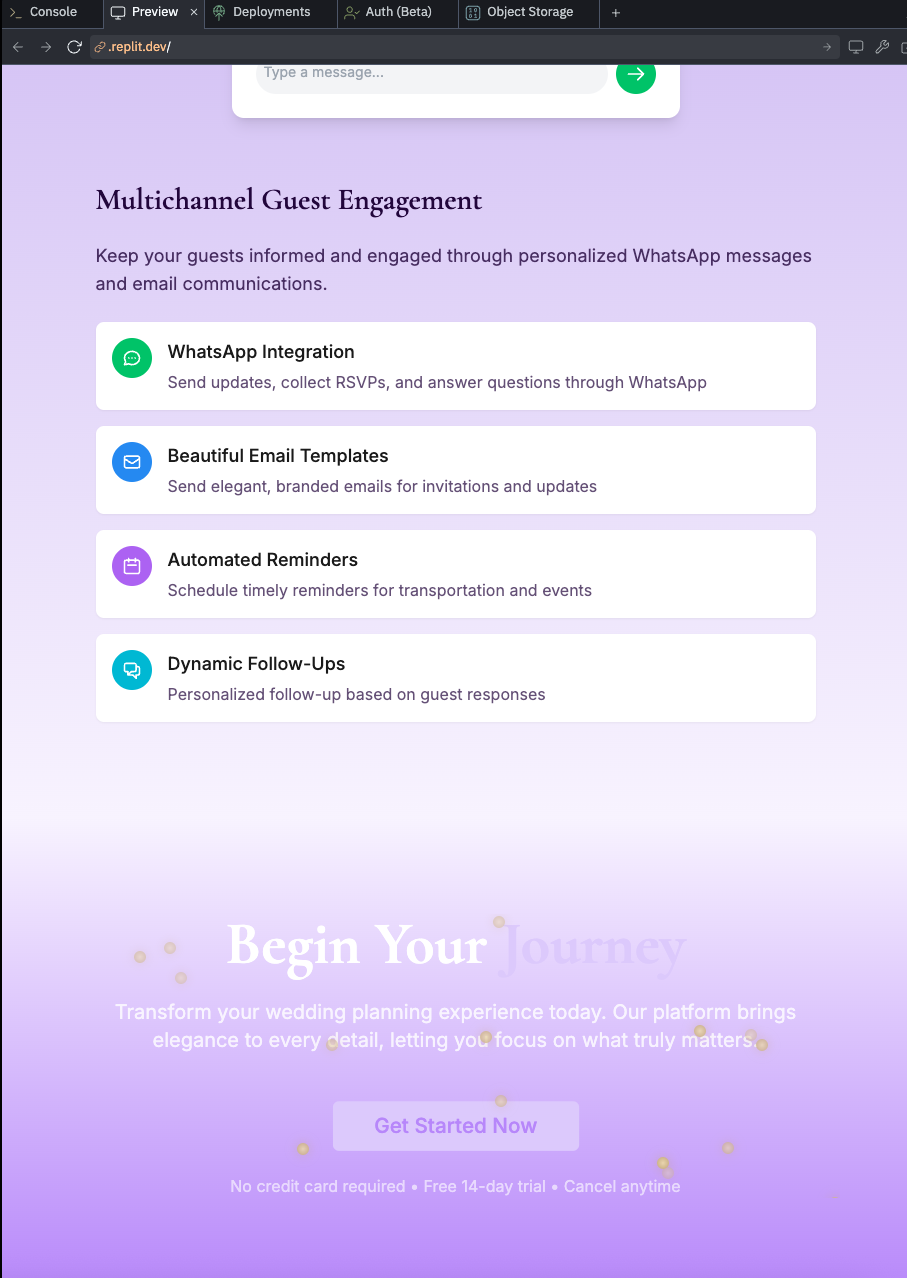 Console
Preview
Deployments
Auth (Beta)
Object Storage
.replit.dev/
Type a message...
Multichannel Guest Engagement
Keep your guests informed and engaged through personalized WhatsApp messages
and email communications.
WhatsApp Integration
Send updates, collect RSVPs, and answer questions through WhatsApp
Beautiful Email Templates
Send elegant, branded emails for invitations and updates
Automated Reminders
Schedule timely reminders for transportation and events
Dynamic Follow-Ups
Personalized follow-up based on guest responses
Begin Your Journey
Transform your wedding planning experience today. Our platform brings
elegance to every detail, letting you focus on what truly matters.
Get Started Now
No credit card required • Free 14-day trial • Cancel anytime